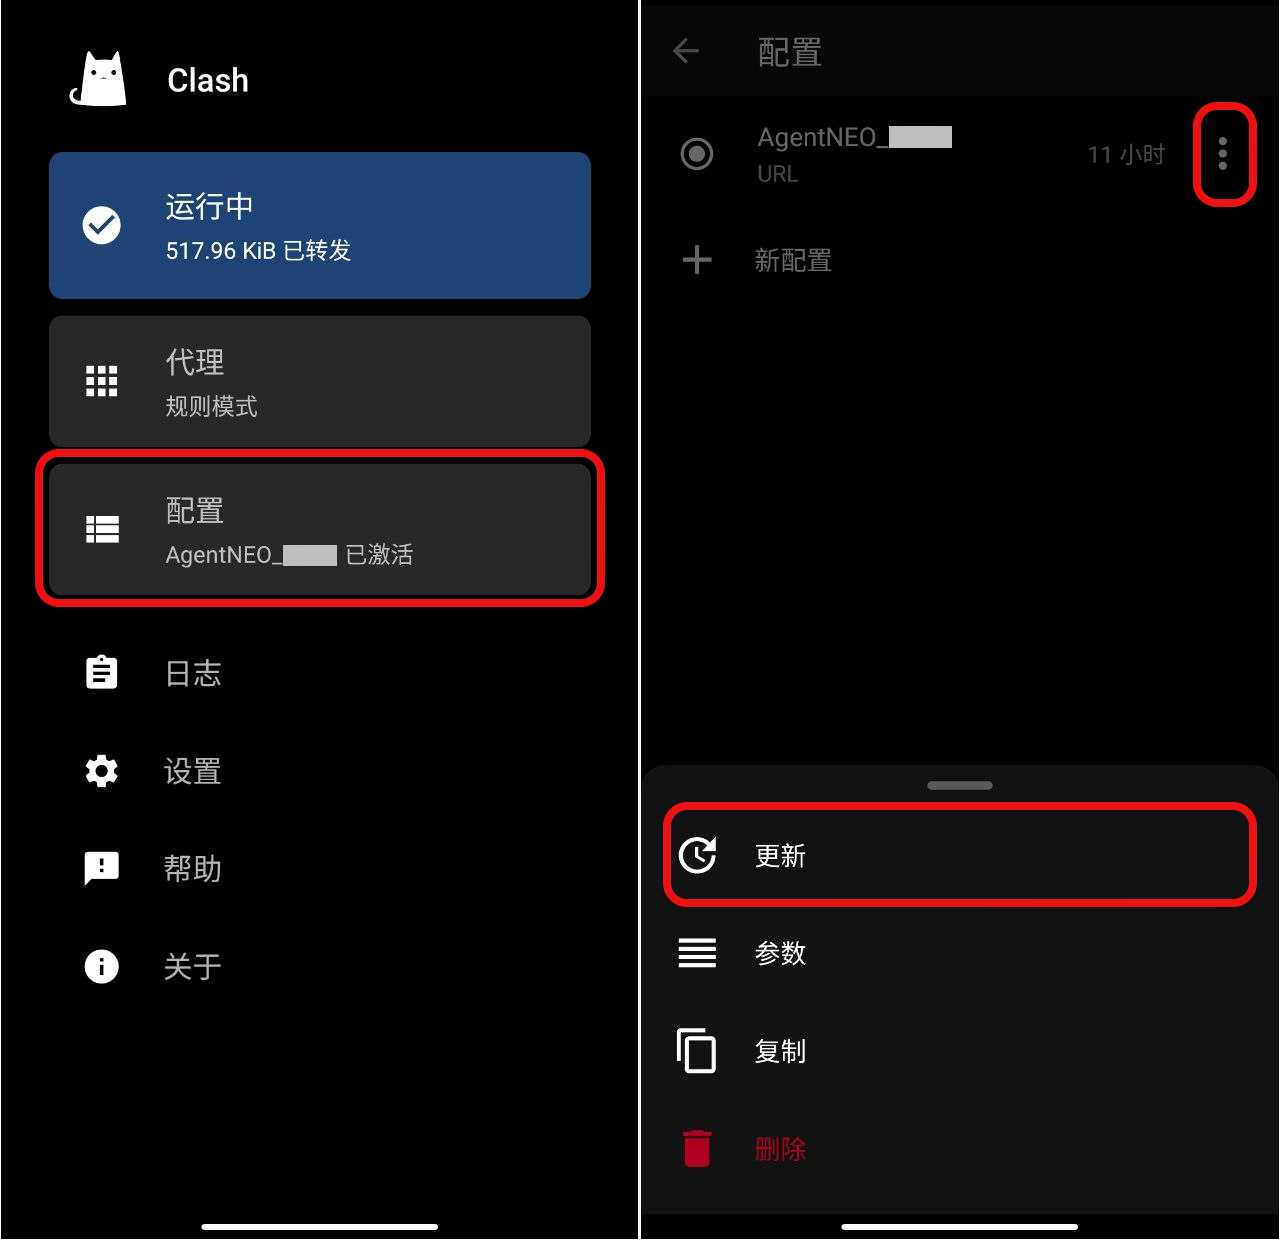 Clash
运行中
517.96 KiB 已转发
代理
规则模式
配置
AgentNEO_ 已激活
日志
设置
帮助
关于
配置
AgentNEO_
URL
11 小时
新配置
更新
参数
复制
删除